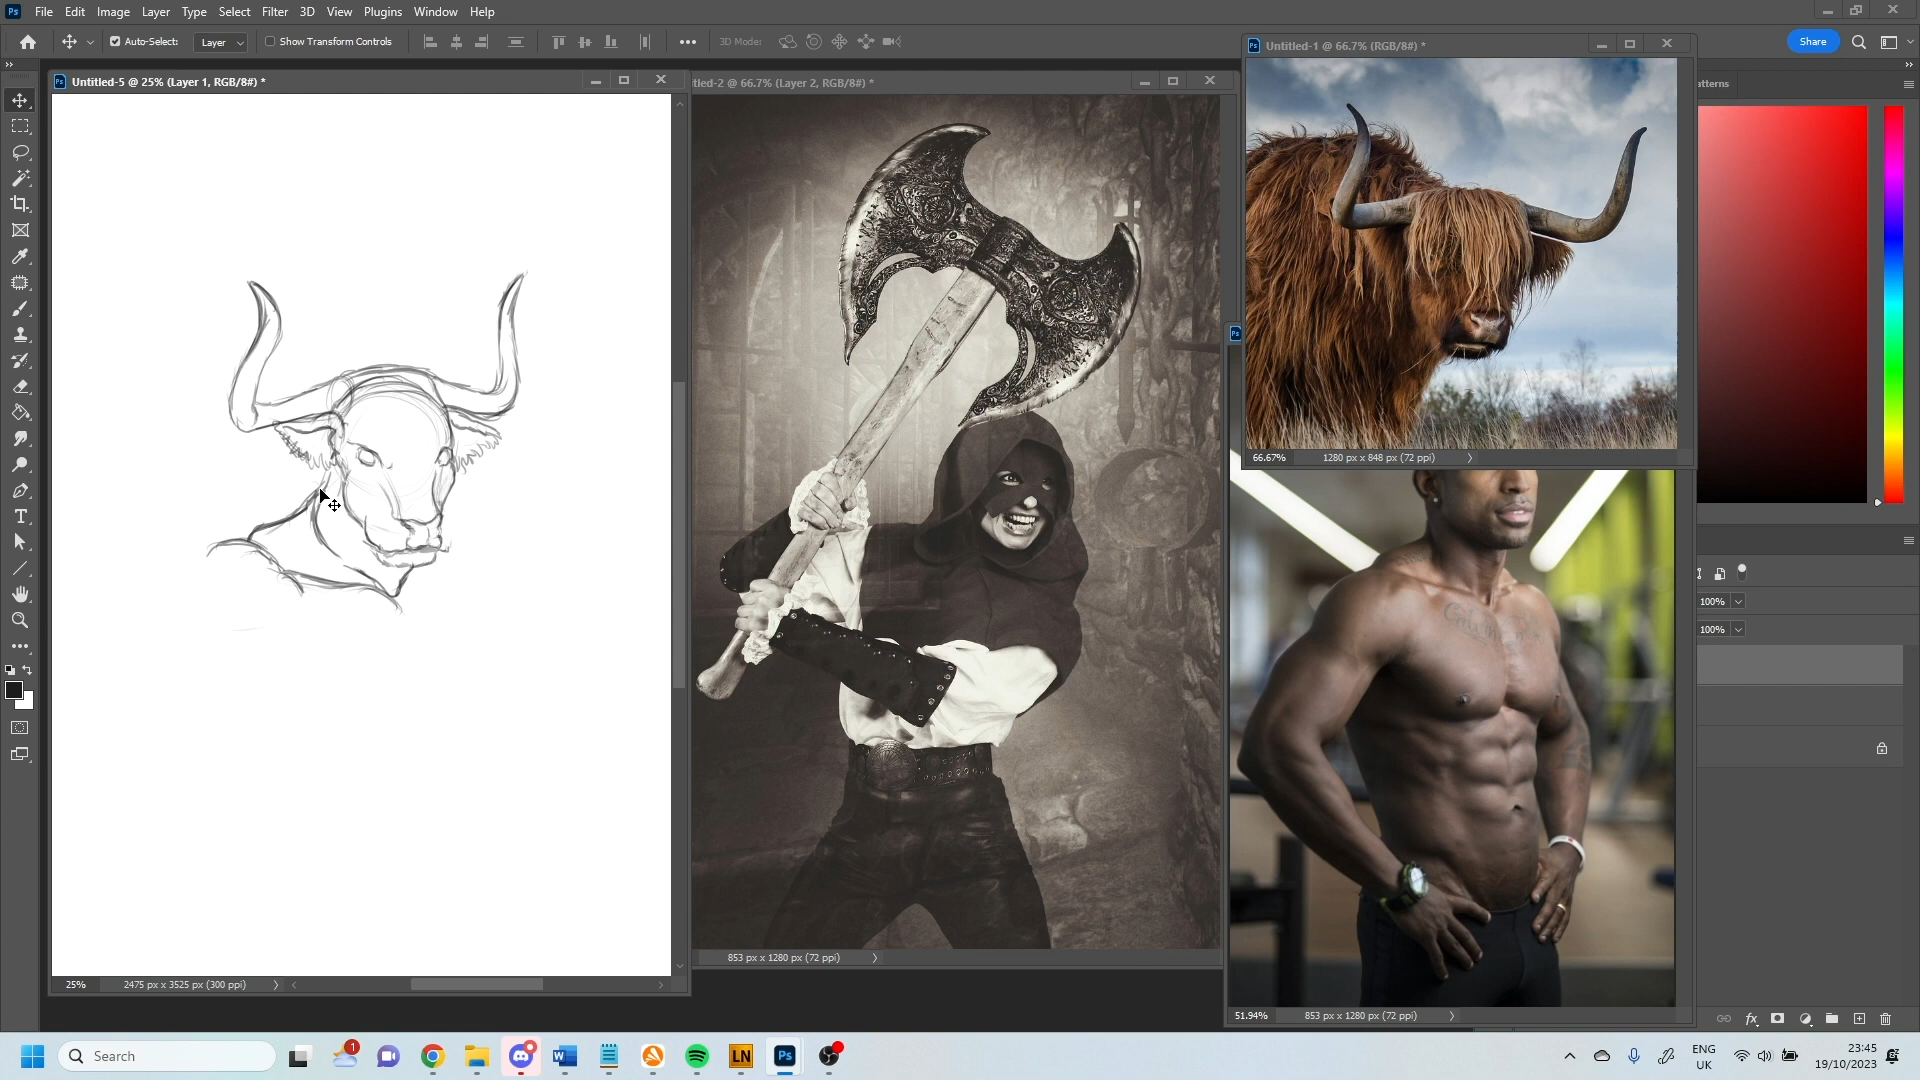 Ps File Edit Image Layer Type Select Filter 3D View Plugins Window Help
Auto-Select: Layer Show Transform Controls 3D Mode: Share
Untitled-5 @ 25% (Layer 1, RGB/8#) *
titled-2 @ 66.7% (Layer 2, RGB/8#) *
Untitled-1 @ 66.7% (RGB/8#) *
atterns
66.67% 1280 px x 848 px (72 ppi)
100%
100%
853 px x 1280 px (72 ppi)
25% 2475 px x 3525 px (300 ppi)
51.94% 853 px x 1280 px (72 ppi)
Search
ENG
UK
23:45
19/10/2023